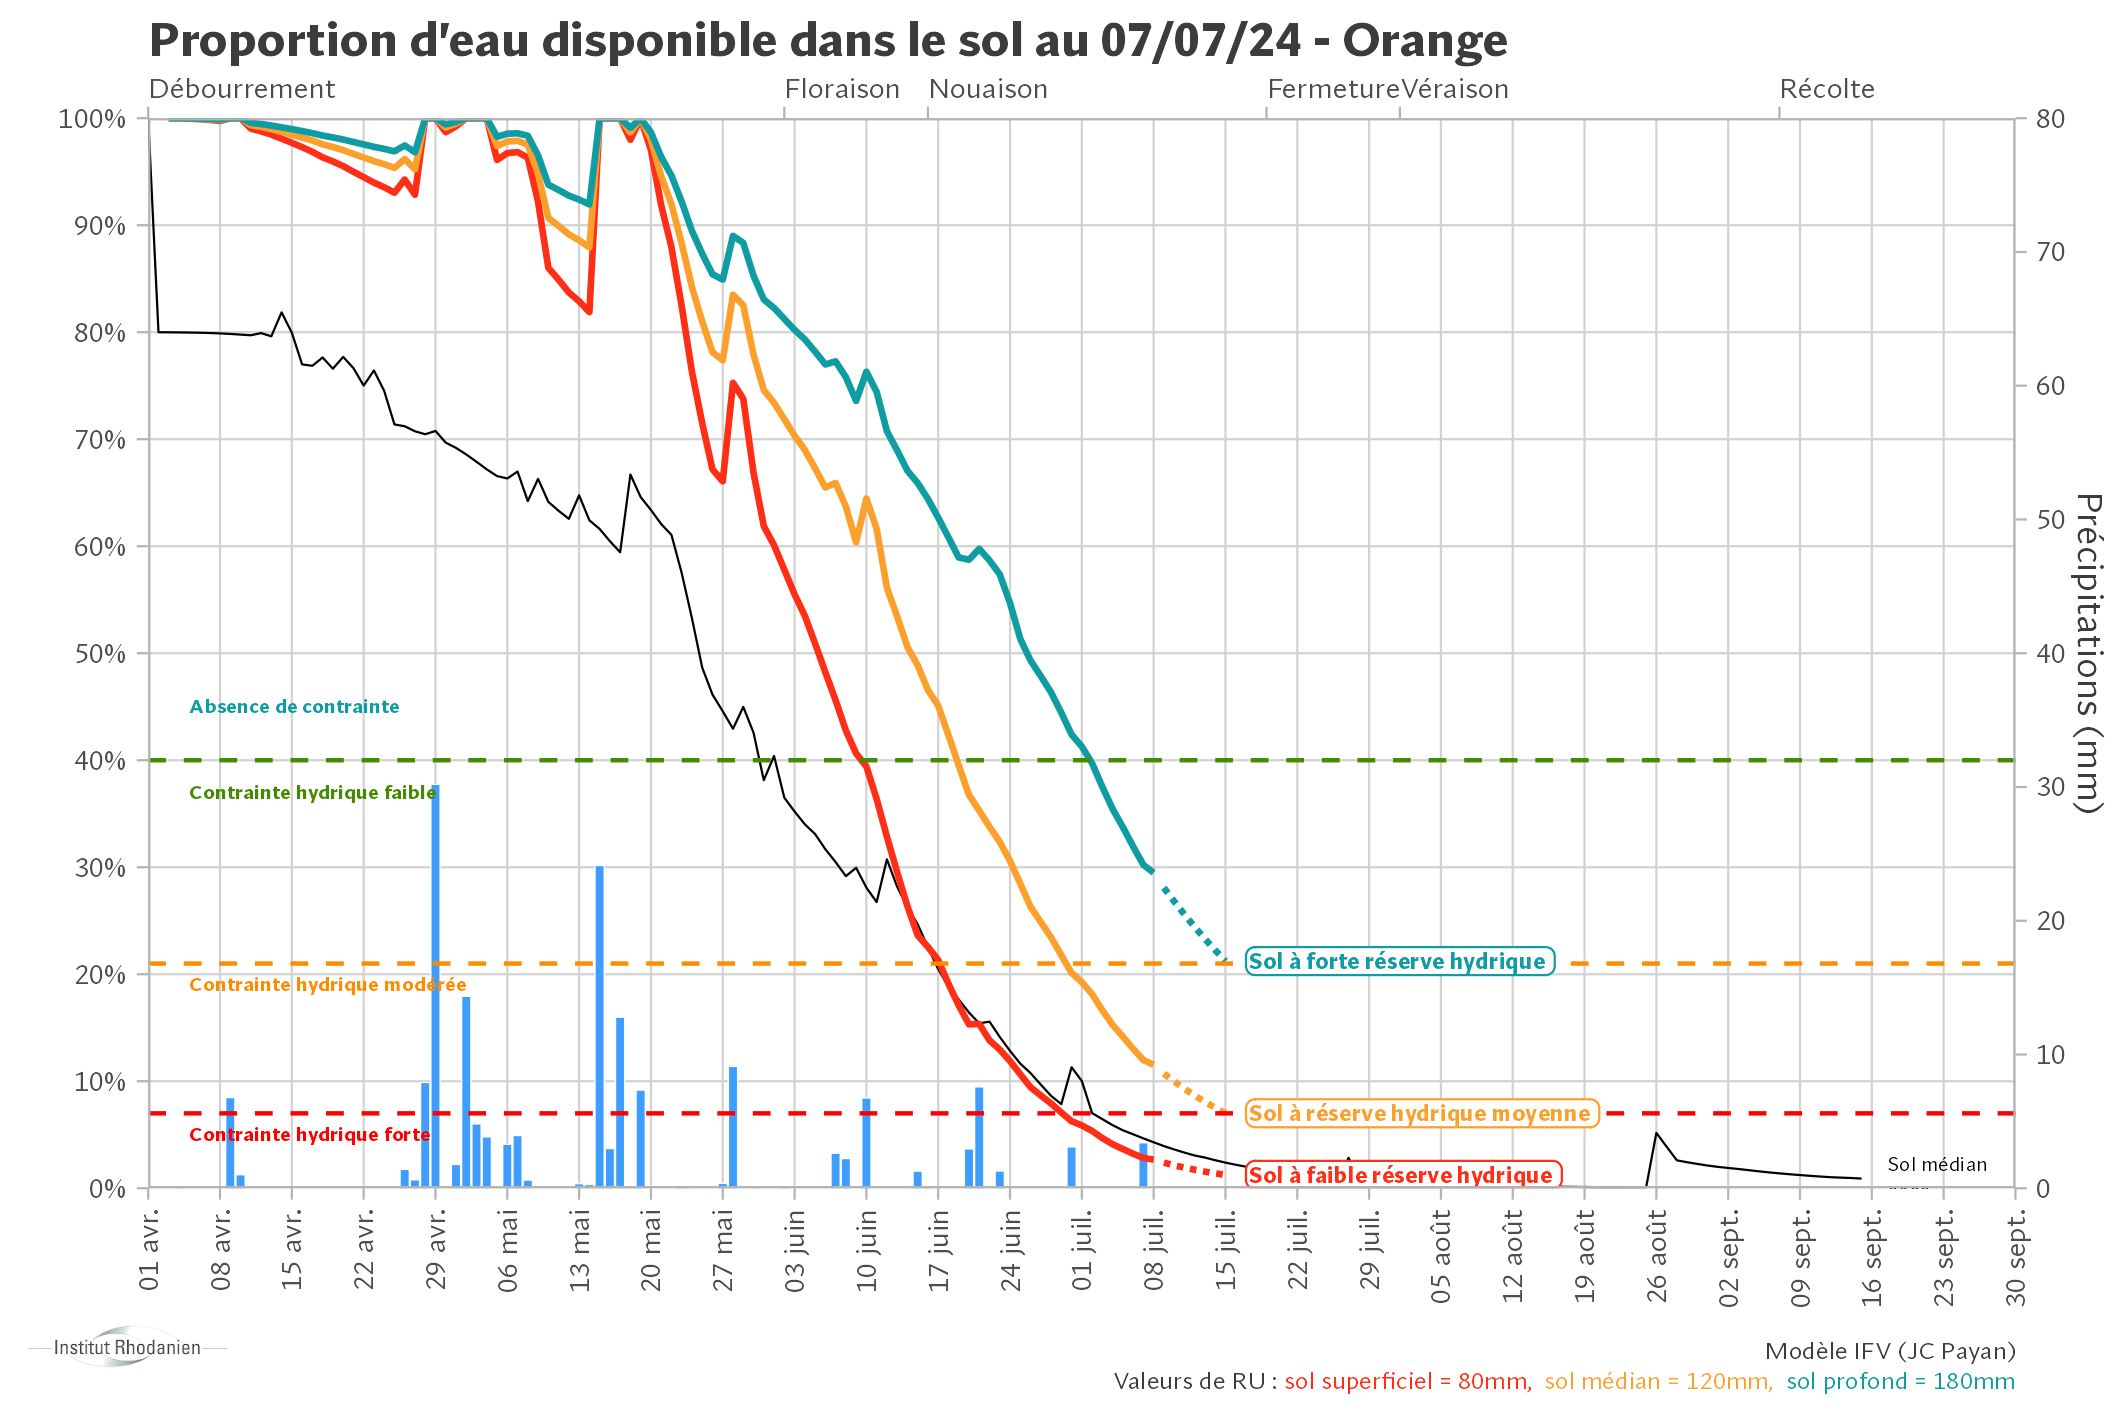 Proportion d'eau disponible dans le sol au 07/07/24 - Orange
Débourrement Floraison Nouaison Fermeture Véraison Récolte
100% 80
90%
70
80%
60
70%
60% 50
50% 40
Absence de contrainte
40%
Contrainte hydrique faible 30
30%
20
Sol à forte réserve hydrique
20%
Contrainte hydrique modérée
10%
10
Sol à réserve hydrique moyenne
Contrainte hydrique forte
Sol à faible réserve hydrique
Sol médian
0% 0
Précipitations (mm)
01 avr. 08 avr. 15 avr. 22 avr. 29 avr. 06 mai 13 mai 20 mai 27 mai 03 juin 10 juin 17 juin 24 juin 01 juil. 08 juil. 15 juil. 22 juil. 29 juil. 05 août 12 août 19 août 26 août 02 sept. 09 sept. 16 sept. 23 sept. 30 sept.
Institut Rhodanien
Modèle IFV (JC Payan)
Valeurs de RU : sol superficiel = 80mm, sol médian = 120mm, sol profond = 180mm